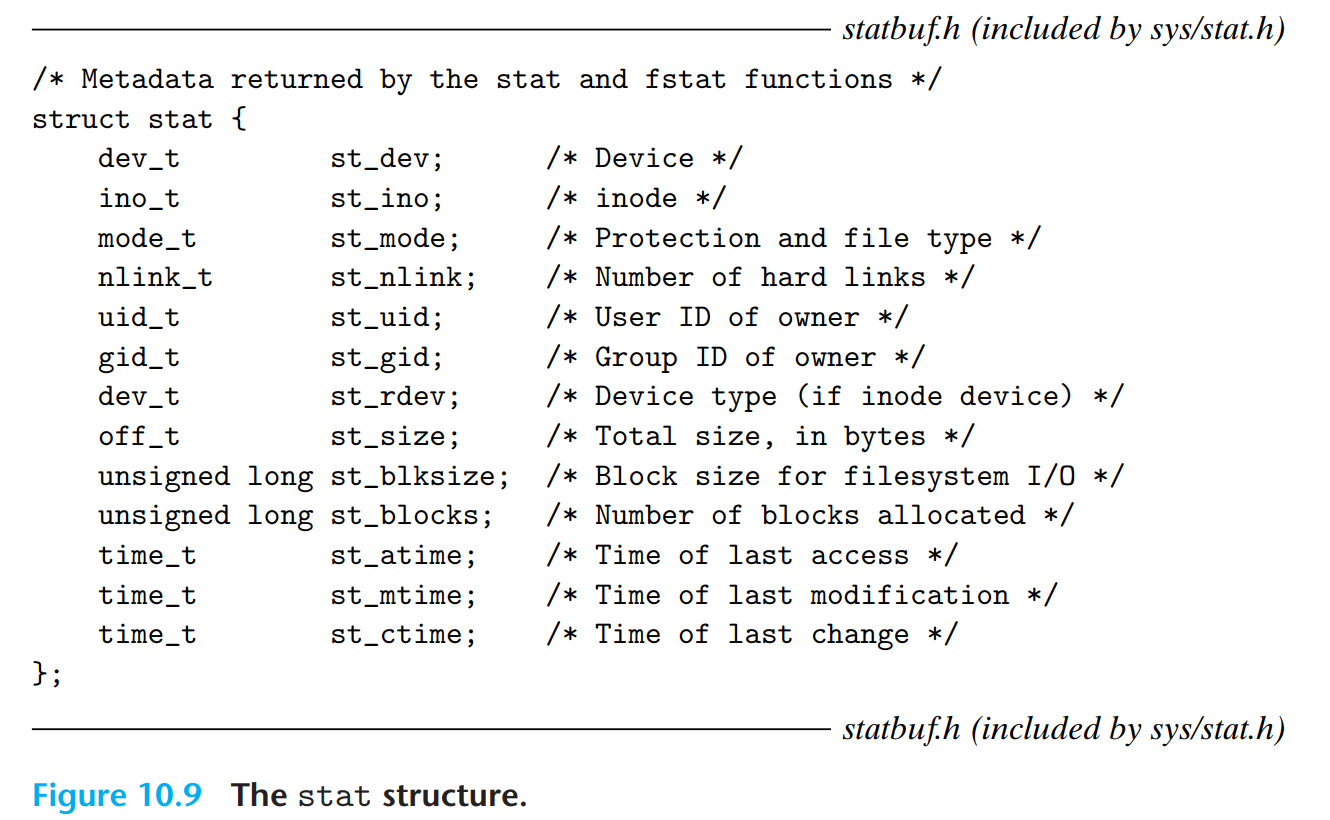 statbuf.h (included by sys/stat.h)
/* Metadata returned by the stat and fstat functions */
struct stat {
    dev_t         st_dev;      /* Device */
    ino_t         st_ino;      /* inode */
    mode_t        st_mode;     /* Protection and file type */
    nlink_t       st_nlink;    /* Number of hard links */
    uid_t         st_uid;      /* User ID of owner */
    gid_t         st_gid;      /* Group ID of owner */
    dev_t         st_rdev;     /* Device type (if inode device) */
    off_t         st_size;     /* Total size, in bytes */
    unsigned long st_blksize;  /* Block size for filesystem I/O */
    unsigned long st_blocks;   /* Number of blocks allocated */
    time_t        st_atime;    /* Time of last access */
    time_t        st_mtime;    /* Time of last modification */
    time_t        st_ctime;    /* Time of last change */
};
statbuf.h (included by sys/stat.h)
Figure 10.9 The stat structure.